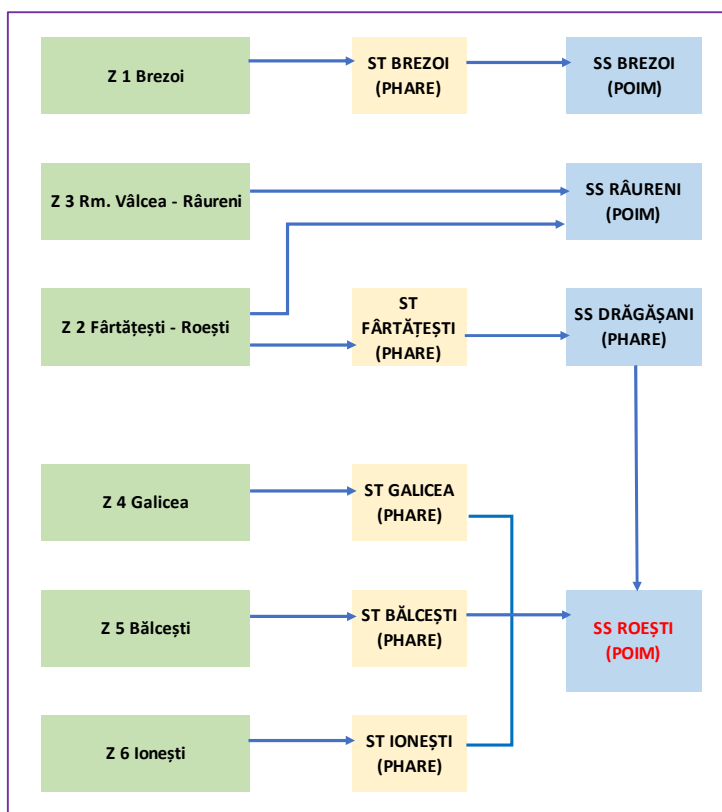 Z 1 Brezoi
ST BREZOI
(PHARE)
SS BREZOI
(POIM)
Z 3 Rm. Vâlcea - Râureni
SS RÂURENI
(POIM)
Z 2 Fârtățești - Roești
ST
FÂRTĂȚEȘTI
(PHARE)
SS DRĂGĂȘANI
(PHARE)
Z 4 Galicea
ST GALICEA
(PHARE)
Z 5 Bălcești
ST BĂLCEȘTI
(PHARE)
SS ROEȘTI
(POIM)
Z 6 Ionești
ST IONEȘTI
(PHARE)